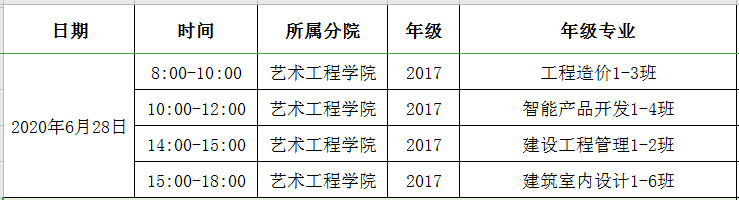 日期 时间 所属分院 年级 年级专业
8:00-10:00 艺术工程学院 2017 工程造价1-3班
10:00-12:00 艺术工程学院 2017 智能产品开发1-4班
2020年6月28日
14:00-15:00 艺术工程学院 2017 建设工程管理1-2班
15:00-18:00 艺术工程学院 2017 建筑室内设计1-6班